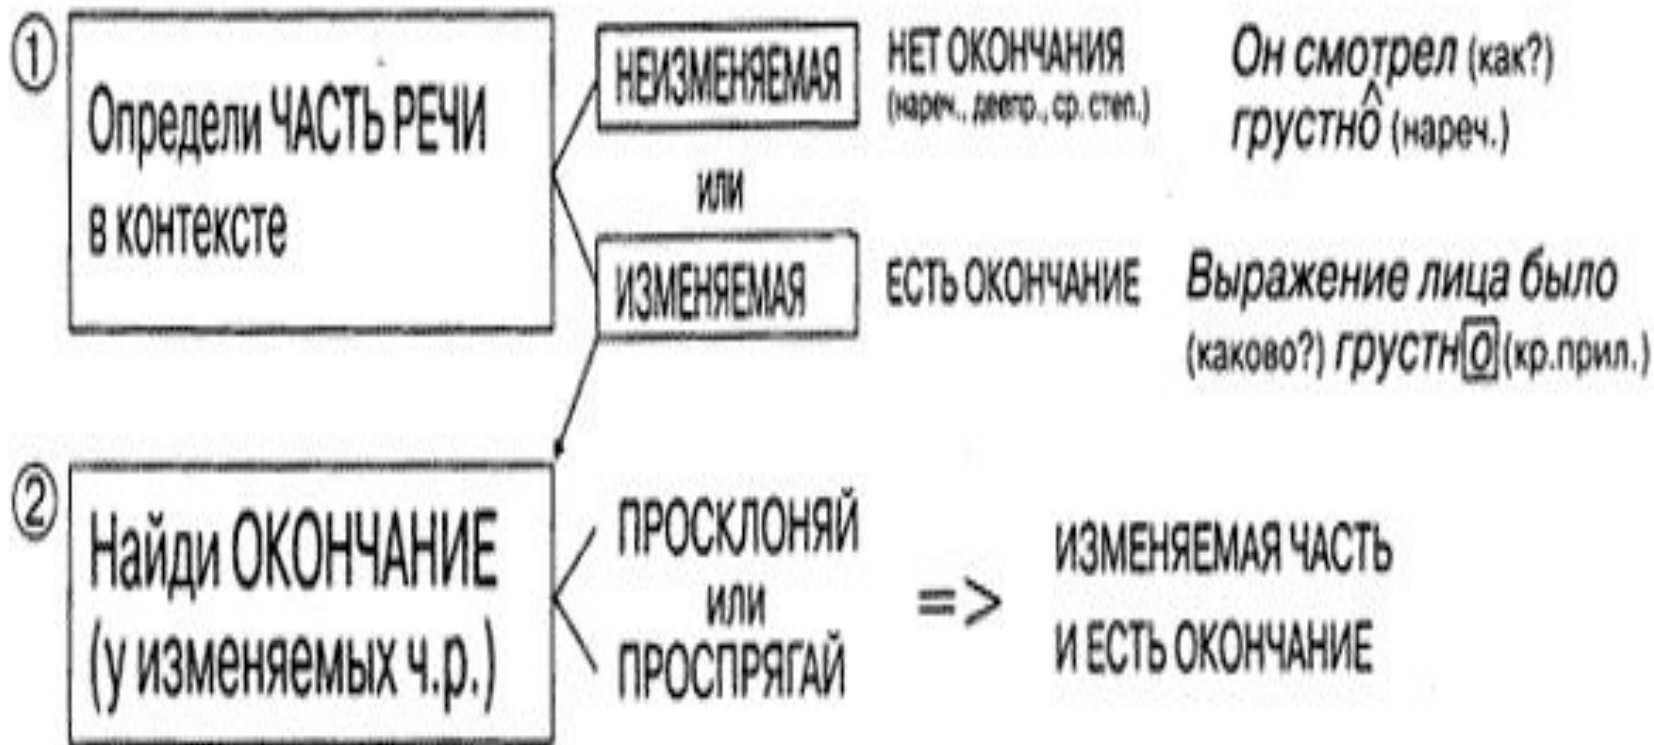 ①
Определи ЧАСТЬ РЕЧИ
в контексте
НЕИЗМЕНЯЕМАЯ
или
ИЗМЕНЯЕМАЯ
НЕТ ОКОНЧАНИЯ
(нареч., деепр., ср. степ.)
ЕСТЬ ОКОНЧАНИЕ
Он смотрел (как?)
грустно (нареч.)
Выражение лица было
(каково?) грустно (кр.прил.)
②
Найди ОКОНЧАНИЕ
(у изменяемых ч.р.)
ПРОСКЛОНЯЙ
или
ПРОСПРЯГАЙ
=>
ИЗМЕНЯЕМАЯ ЧАСТЬ
И ЕСТЬ ОКОНЧАНИЕ